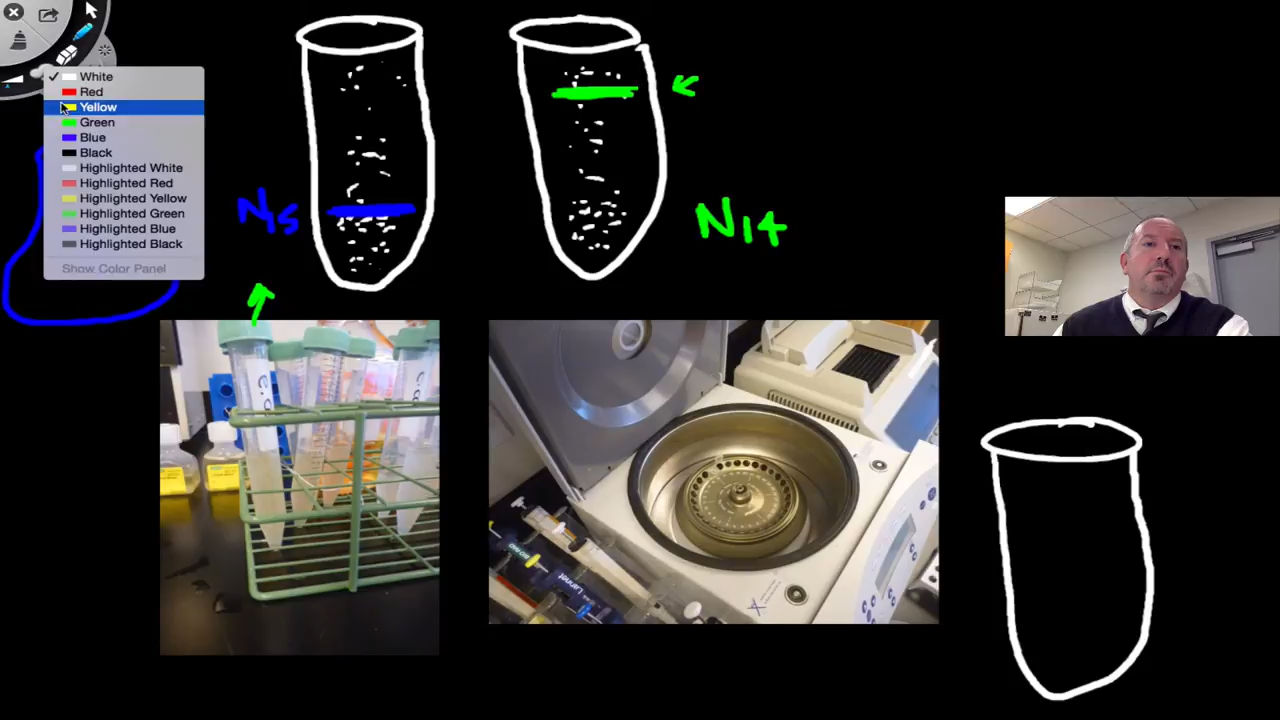 White
Red
Yellow
Green
Blue
Black
Highlighted White
Highlighted Red
Highlighted Yellow
Highlighted Green
Highlighted Blue
Highlighted Black
Show Color Panel
N15
N14